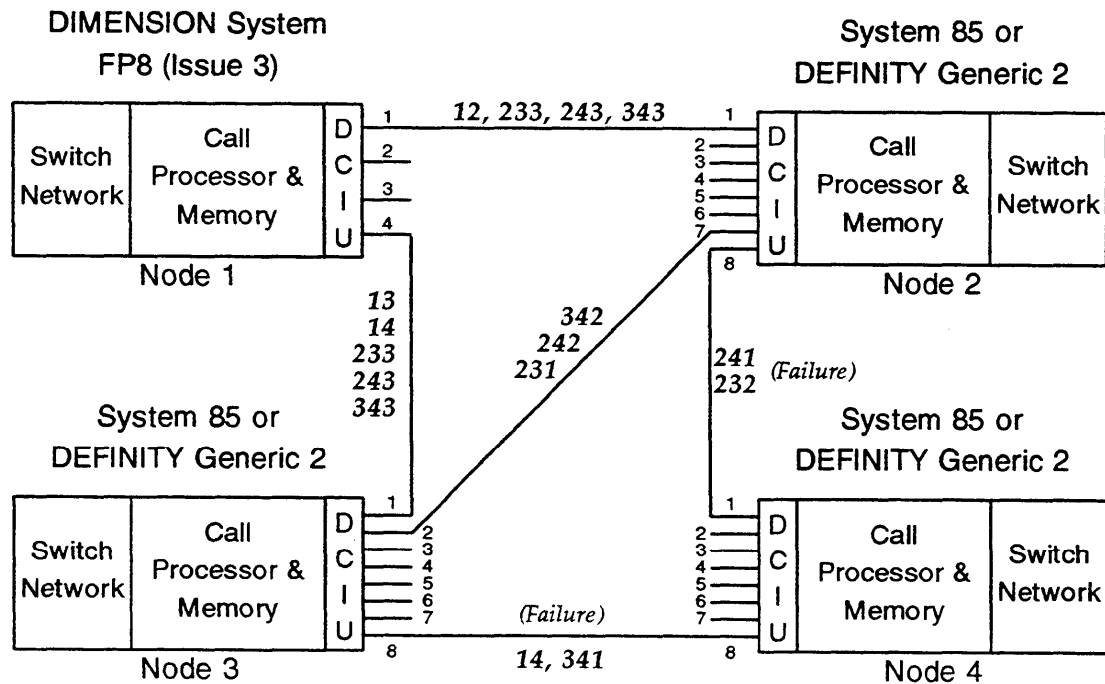 DIMENSION System
FP8 (Issue 3)
System 85 or
DEFINITY Generic 2
Switch
Network
Call
Processor &
Memory
D
C
I
U
1
2
3
4
Node 1
12, 233, 243, 343
1
2
3
4
5
6
7
8
D
C
I
U
Call
Processor &
Memory
Switch
Network
Node 2
13
14
233
243
343
342
242
231
241
232
(Failure)
System 85 or
DEFINITY Generic 2
System 85 or
DEFINITY Generic 2
Switch
Network
Call
Processor &
Memory
D
C
I
U
1
2
3
4
5
6
7
8
Node 3
(Failure)
14, 341
1
2
3
4
5
6
7
8
D
C
I
U
Call
Processor &
Memory
Switch
Network
Node 4